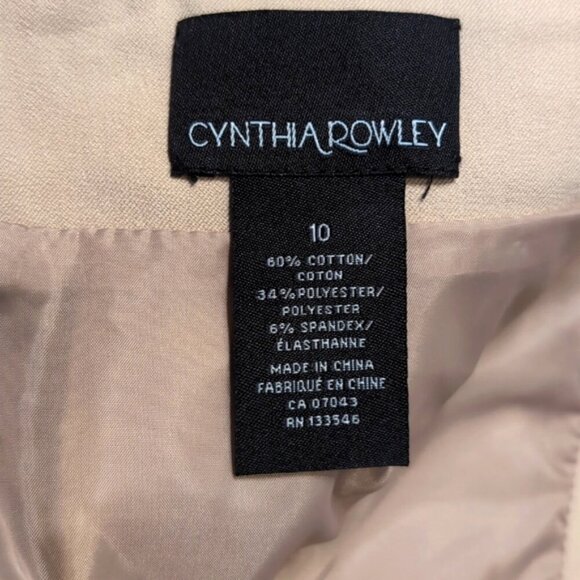 CYNTHIA ROWLEY
10
60% COTTON/
COTON
34% POLYESTER/
POLYESTER
6% SPANDEX/
ÉLASTHANNE
MADE IN CHINA
FABRIQUÉ EN CHINE
CA 07043
RN 133546